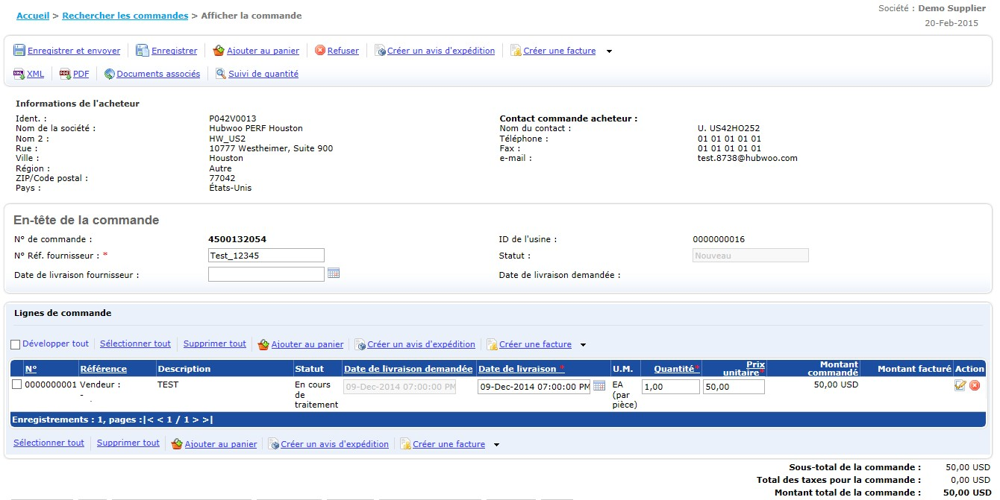 Accueil > Rechercher les commandes > Afficher la commande
Société : Demo Supplier
20-Feb-2015
Enregistrer et envoyer Enregistrer Ajouter au panier Refuser Créer un avis d'expédition Créer une facture
XML PDF Documents associés Suivi de quantité
Informations de l'acheteur
Ident. : P042V0013
Nom de la société : Hubwoo PERF Houston
Nom 2 : HW_US2
Rue : 10777 Westheimer, Suite 900
Ville : Houston
Région : Autre
ZIP/Code postal : 77042
Pays : États-Unis
Contact commande acheteur :
Nom du contact : U. US42HO252
Téléphone : 01 01 01 01 01
Fax : 01 01 01 01 01
e-mail : test.8738@hubwoo.com
En-tête de la commande
N° de commande : 4500132054 ID de l'usine : 0000000016
N° Réf. fournisseur : * Test_12345 Statut : Nouveau
Date de livraison fournisseur : Date de livraison demandée :
Lignes de commande
Développer tout Sélectionner tout Supprimer tout Ajouter au panier Créer un avis d'expédition Créer une facture
N° Référence Description Statut Date de livraison demandée Date de livraison * U.M. Quantité* Prix unitaire* Montant commandé Montant facturé Action
0000000001 Vendeur : TEST En cours 09-Dec-2014 07:00:00 PM 09-Dec-2014 07:00:00 PM EA 1,00 50,00 50,00 USD
- de (par
. traitement pièce)
Enregistrements : 1, pages :|< < 1 / 1 > >|
Sélectionner tout Supprimer tout Ajouter au panier Créer un avis d'expédition Créer une facture
Sous-total de la commande : 50,00 USD
Total des taxes pour la commande : 0,00 USD
Montant total de la commande : 50,00 USD